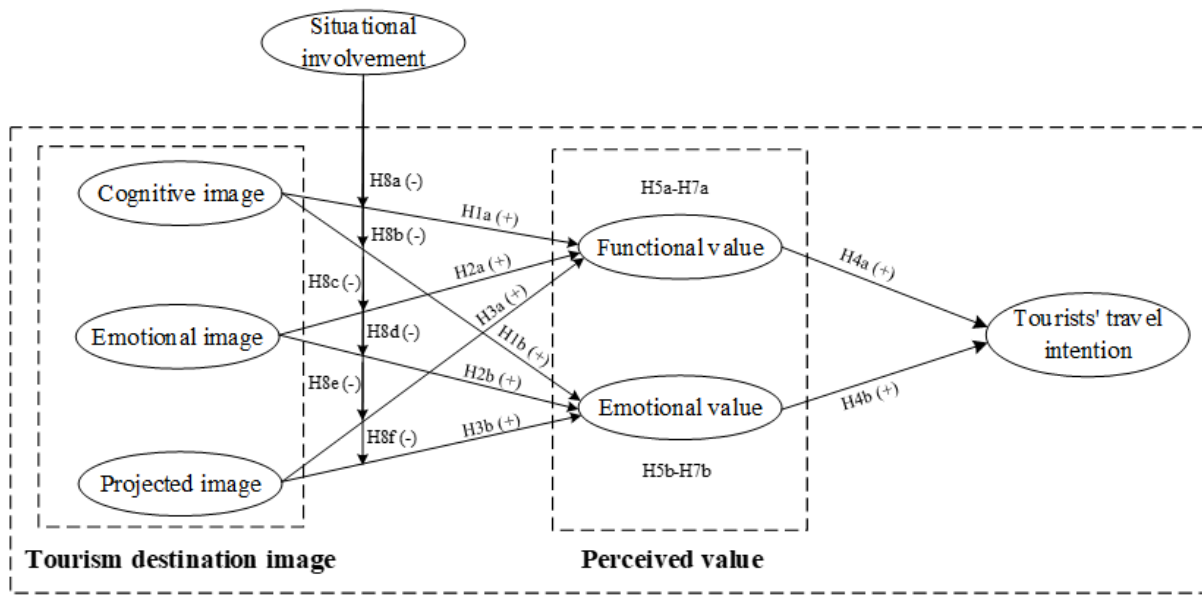 Situational
involvement
Cognitive image
H8a (-)
H1a (+)
H5a-H7a
H8b (-)
Functional value
H4a (+)
H8c (-)
H2a (+)
H3a (+)
Emotional image
H8d (-)
H1b (+)
Tourists' travel
intention
H8e (-)
H2b (+)
Emotional value
H4b (+)
H8f (-)
H3b (+)
Projected image
H5b-H7b
Tourism destination image
Perceived value